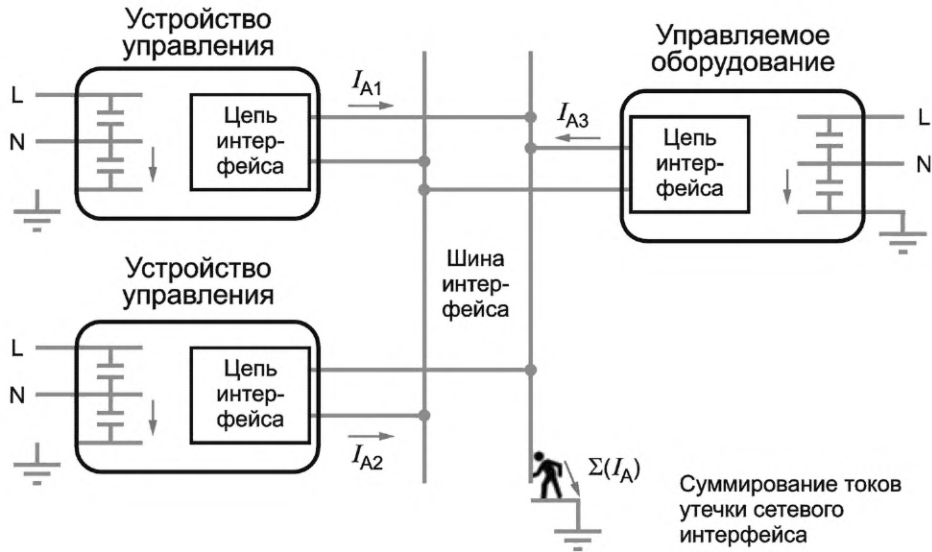 Устройство
управления
L
N
Цепь
интер-
фейса
I_A1
Управляемое
оборудование
I_A3
Цепь
интер-
фейса
L
N
Шина
интер-
фейса
Устройство
управления
L
N
Цепь
интер-
фейса
I_A2
Σ(I_A)
Суммирование токов
утечки сетевого
интерфейса